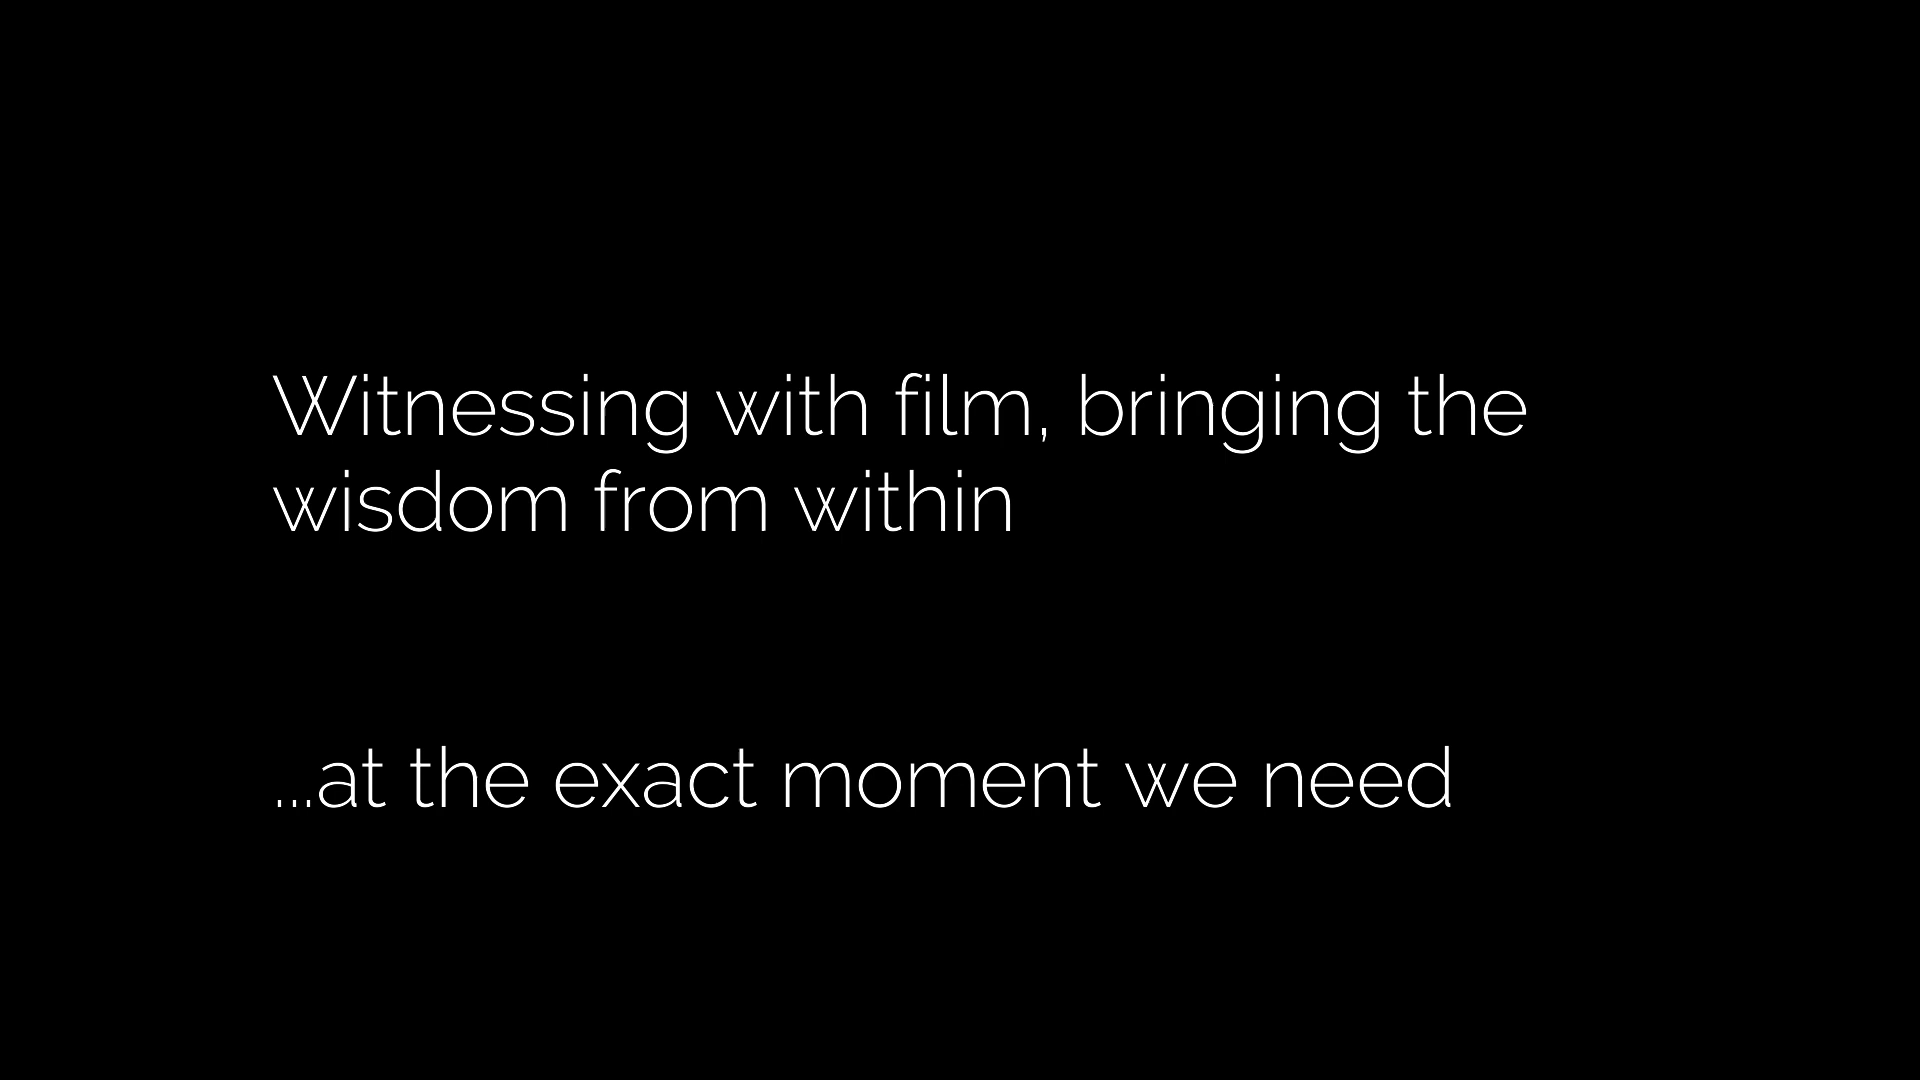 Witnessing with film, bringing the
wisdom from within
...at the exact moment we need